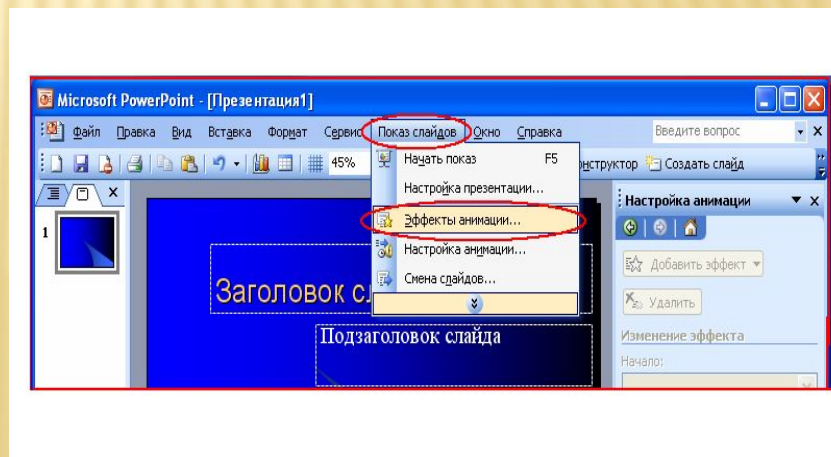 Microsoft PowerPoint - [Презентация1]
Файл Правка Вид Вставка Формат Сервис Показ слайдов Окно Справка Введите вопрос
45% Создать слайд
Начать показ F5
Настройка презентации...
Эффекты анимации...
Настройка анимации...
Смена слайдов...
1
Заголовок
Подзаголовок слайда
Настройка анимации
Добавить эффект
Удалить
Изменение эффекта
Начало: